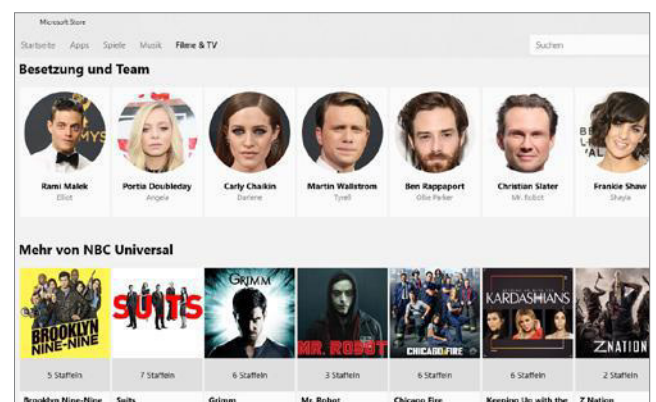 Microsoft Store
Startseite Apps Spiele Musik Filme & TV Suchen
Besetzung und Team
Rami Malek Portia Doubleday Carly Chaikin Martin Wallstrom Ben Rappaport Christian Slater Frankie Shaw
Elliot Angela Darlene Tyrell Ollie Parker Mr. Robot Shayla
Mehr von NBC Universal
BROOKLYN NINE-NINE SUITS GRIMM MR. ROBOT CHICAGO FIRE KARDASHIANS ZNATION
5 Staffeln 7 Staffeln 6 Staffeln 3 Staffeln 6 Staffeln 6 Staffeln 2 Staffeln
Brooklyn Nine-Nine Suits Grimm Mr. Robot Chicago Fire Keeping Up with the Z Nation